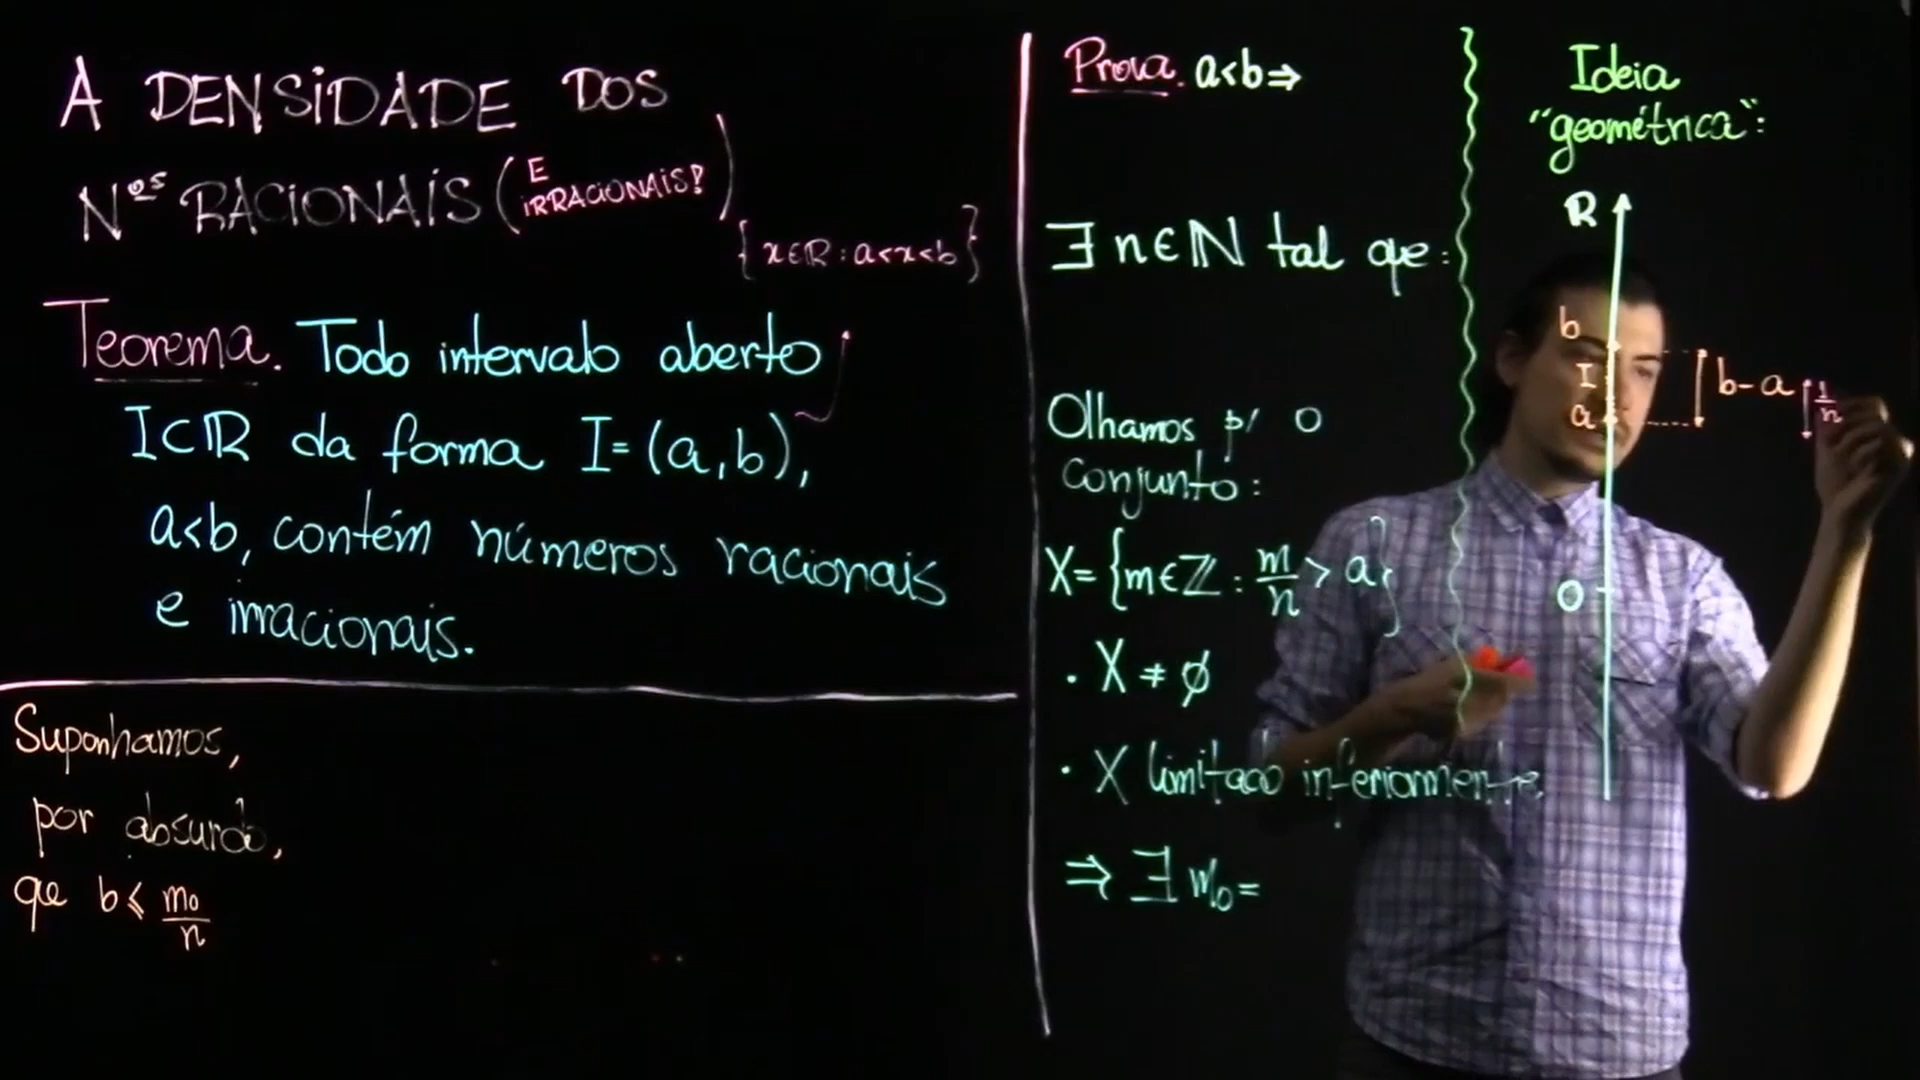 A DENSIDADE DOS
Nºs RACIONAIS (E IRRACIONAIS!)
{x∈ℝ : a<x<b}
Teorema. Todo intervalo aberto
I⊂ℝ da forma I=(a,b),
a<b, contém números racionais
e irracionais.
Suponhamos,
por absurdo,
que b ≤ m₀/n
Prova. a<b⇒
∃ n∈ℕ tal que:
Olhamos p/ o
conjunto:
X={m∈ℤ : m/n > a}
· X ≠ ∅
· X limitado inferiormente
⇒ ∃ m₀=
Ideia
"geométrica":
ℝ
b
I
a
b-a
1/n
0